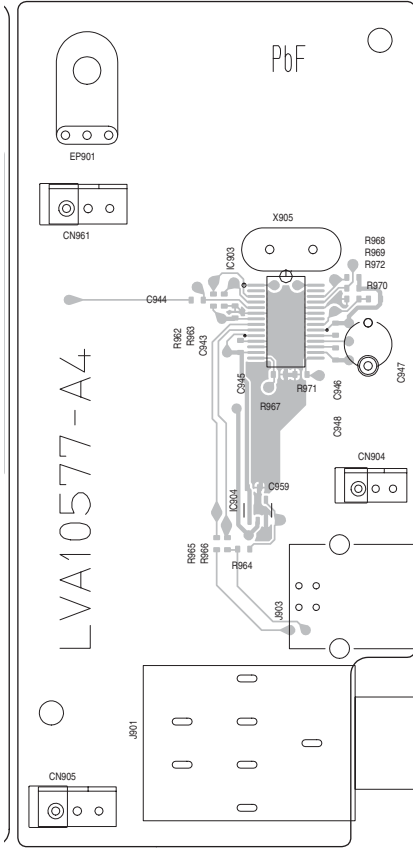 PbF
EP901
CN961
X905
IC903
R968
R969
R972
R970
C944
R962
R963
C943
C945
R967
R971
C946
C947
C948
LVA10577-A4
CN904
C959
IC904
R965
R966
R964
J903
J901
CN905